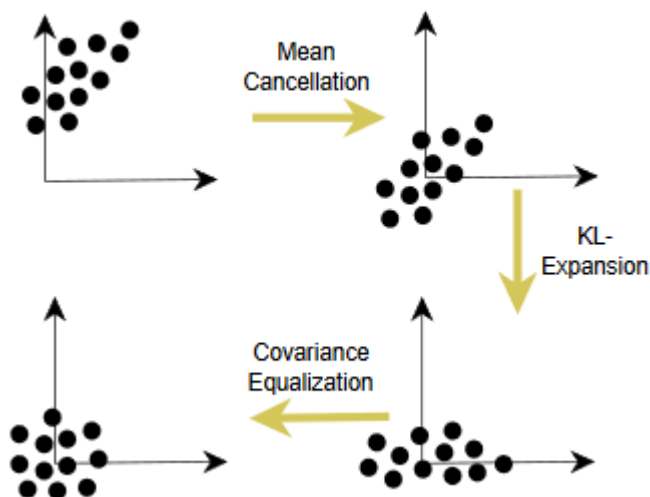 Mean
Cancellation
KL-
Expansion
Covariance
Equalization